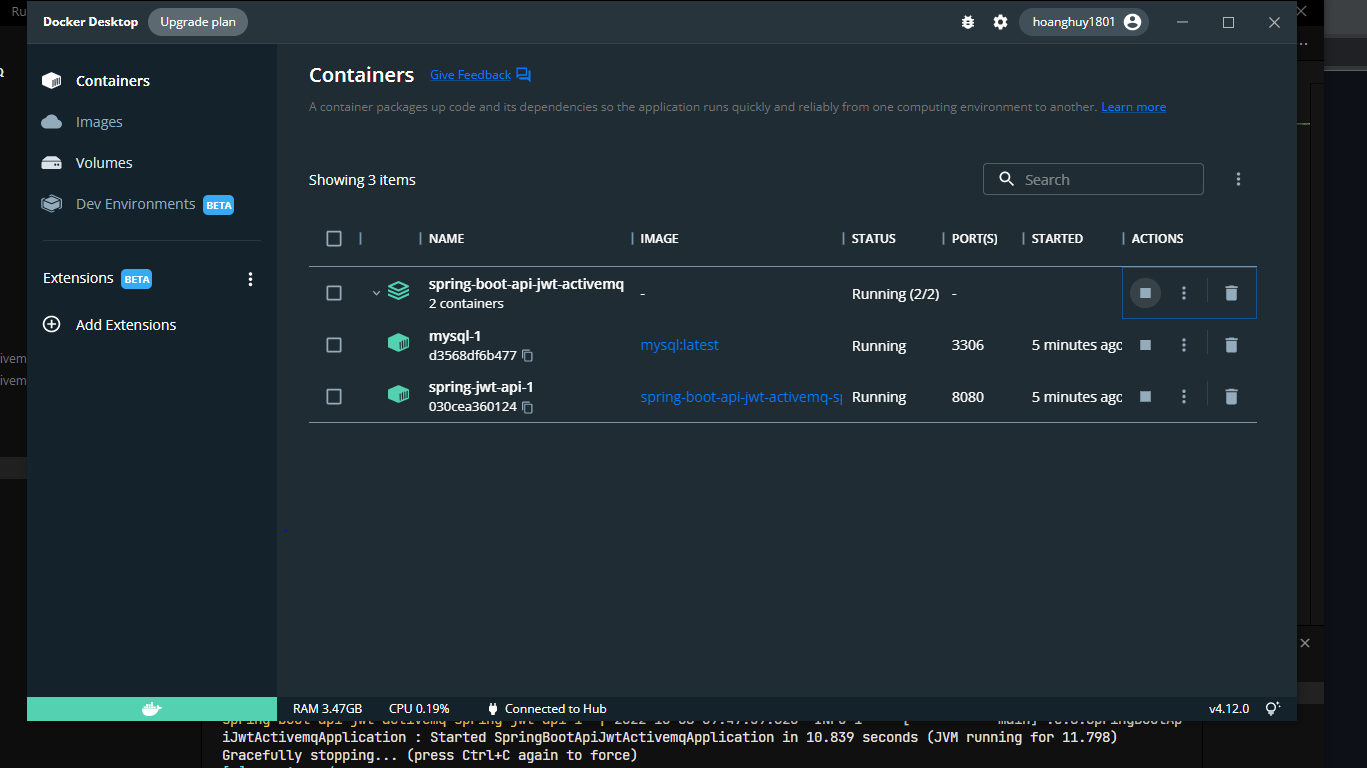 Ru
Docker Desktop
Upgrade plan
hoanghuy1801
Containers
Images
Volumes
Dev Environments BETA
Extensions BETA
Add Extensions
Containers
Give Feedback
A container packages up code and its dependencies so the application runs quickly and reliably from one computing environment to another. Learn more
Showing 3 items
Search
NAME IMAGE STATUS PORT(S) STARTED ACTIONS
spring-boot-api-jwt-activemq
2 containers
- Running (2/2) -
mysql-1
d3568df6b477
mysql:latest Running 3306 5 minutes ago
spring-jwt-api-1
030cea360124
spring-boot-api-jwt-activemq-sp Running 8080 5 minutes ago
ivem
ivem
RAM 3.47GB CPU 0.19% Connected to Hub v4.12.0
iJwtActivemqApplication : Started SpringBootApiJwtActivemqApplication in 10.839 seconds (JVM running for 11.798)
Gracefully stopping... (press Ctrl+C again to force)